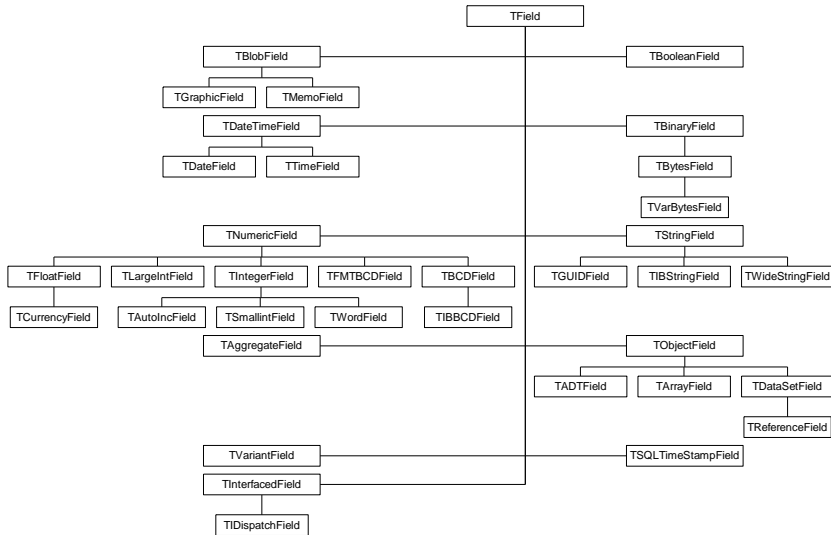 TField
TBlobField
TBooleanField
TGraphicField
TMemoField
TDateTimeField
TBinaryField
TDateField
TTimeField
TBytesField
TVarBytesField
TNumericField
TStringField
TFloatField
TLargeIntField
TIntegerField
TFMTBCDField
TBCDField
TGUIDField
TIBStringField
TWideStringField
TCurrencyField
TAutoIncField
TSmallintField
TWordField
TIBBCDField
TAggregateField
TObjectField
TADTField
TArrayField
TDataSetField
TReferenceField
TVariantField
TSQLTimeStampField
TInterfacedField
TIDispatchField